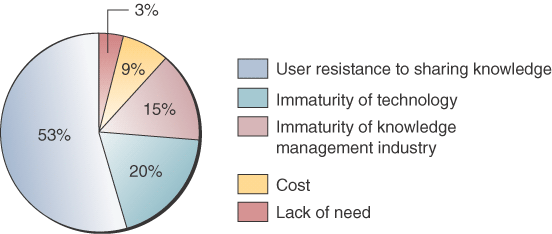 3%
9%
15%
53%
20%
User resistance to sharing knowledge
Immaturity of technology
Immaturity of knowledge
management industry
Cost
Lack of need